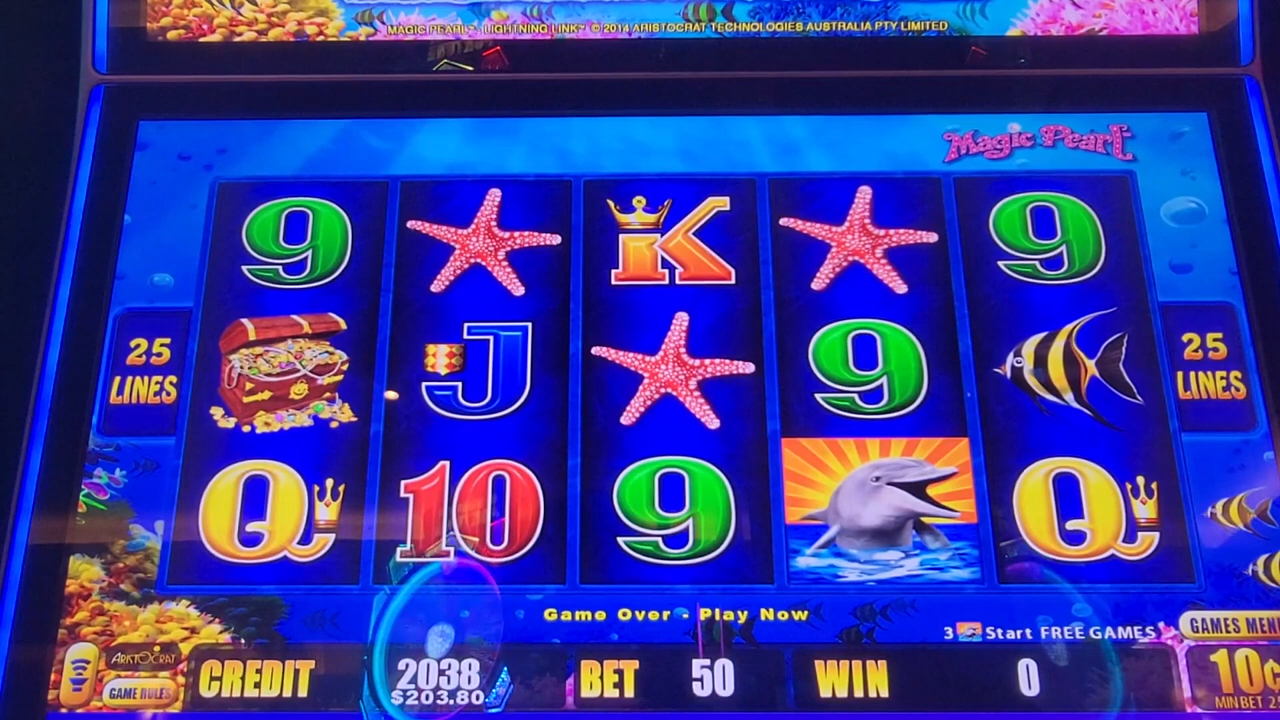 MAGIC PEARL™ - LIGHTNING LINK™ © 2014 ARISTOCRAT TECHNOLOGIES AUSTRALIA PTY LIMITED
Magic Pearl
9 K 9
25 LINES
J 9
25 LINES
Q 10 9 Q
Game Over - Play Now
3 Start FREE GAMES
GAMES MENU
ARISTOCRAT
GAME RULES
CREDIT 2038 BET 50 WIN 0 10¢
$203.80
MIN BET